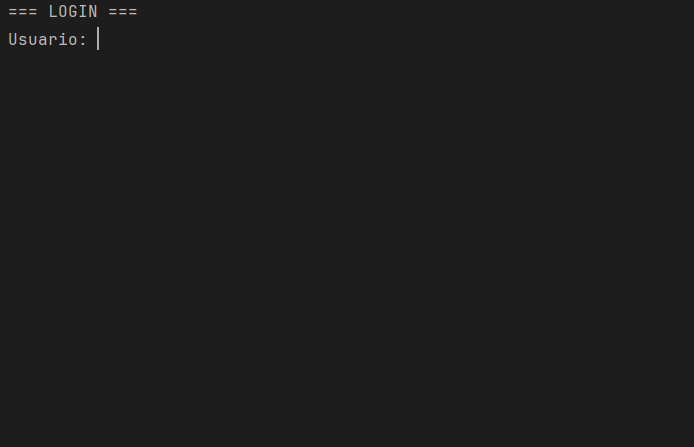 === LOGIN ===
Usuario: